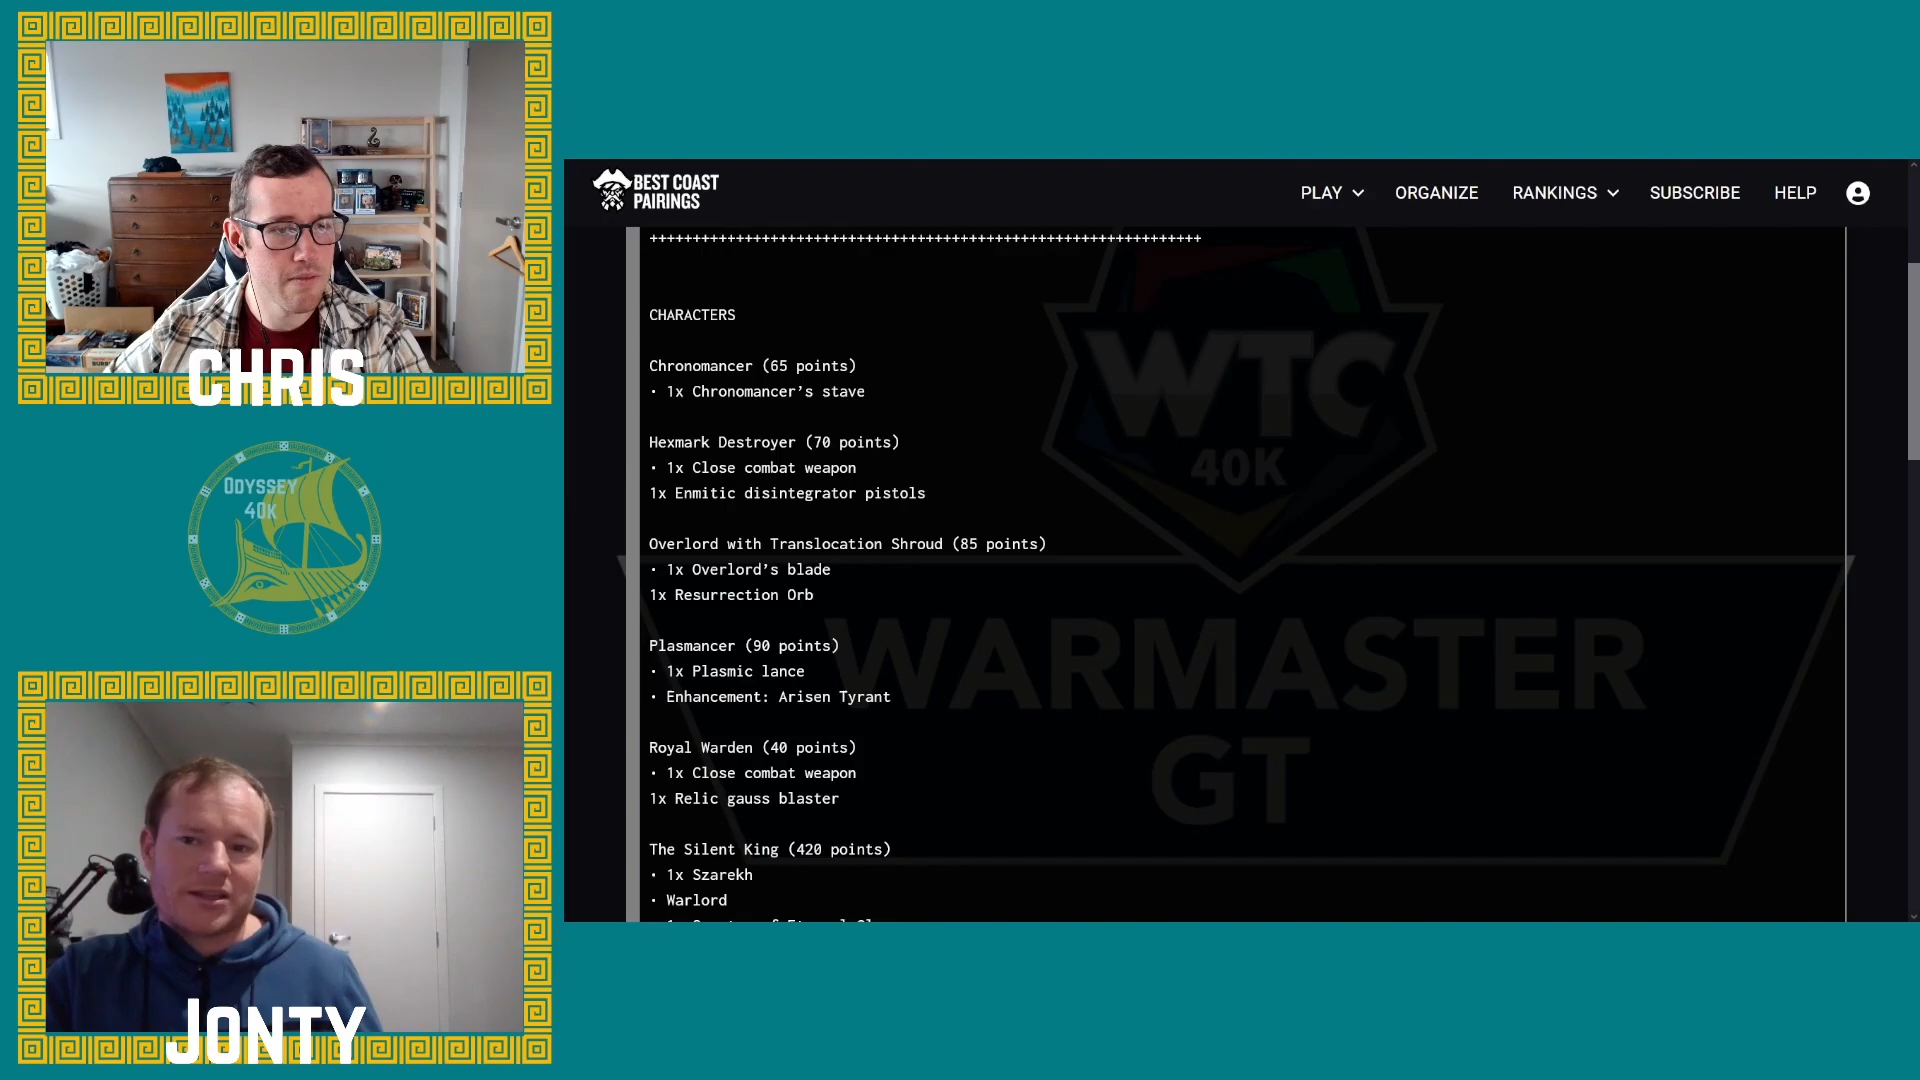 CHRIS
ODYSSEY
40K
JONTY
BEST COAST
PAIRINGS
PLAY
ORGANIZE
RANKINGS
SUBSCRIBE
HELP
++++++++++++++++++++++++++++++++++++++++++++++++++++++++++++++++
CHARACTERS
Chronomancer (65 points)
• 1x Chronomancer’s stave
Hexmark Destroyer (70 points)
• 1x Close combat weapon
1x Enmitic disintegrator pistols
Overlord with Translocation Shroud (85 points)
• 1x Overlord’s blade
1x Resurrection Orb
Plasmancer (90 points)
• 1x Plasmic lance
• Enhancement: Arisen Tyrant
Royal Warden (40 points)
• 1x Close combat weapon
1x Relic gauss blaster
The Silent King (420 points)
• 1x Szarekh
• Warlord
WTC
40K
WARMASTER
GT